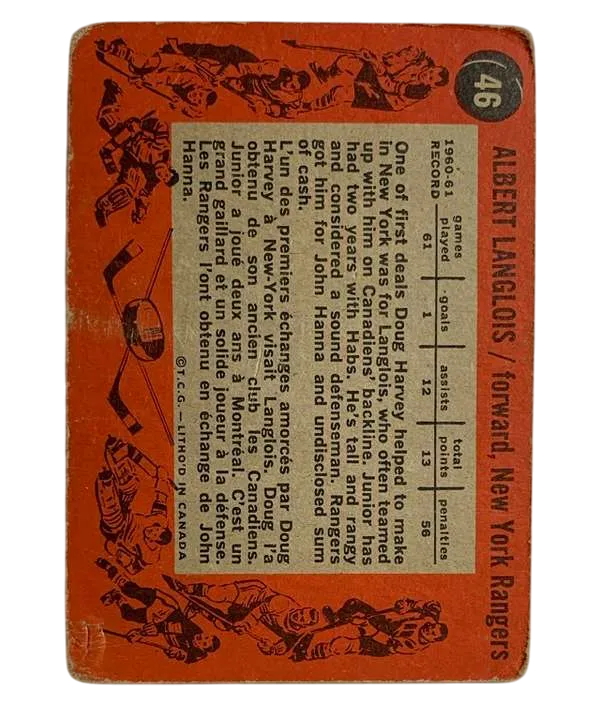 46
ALBERT LANGLOIS / forward, New York Rangers
1960-61 games goals assists total penalties
RECORD played points
61 1 12 13 56
One of first deals Doug Harvey helped to make
in New York was for Langlois, who often teamed
up with him on Canadiens' backline. Junior has
had two years with Habs. He's tall and rangy
and considered a sound defenseman. Rangers
got him for John Hanna and undisclosed sum
of cash.
L'un des premiers échanges amorcés par Doug
Harvey à New-York visait Langlois. Doug l'a
obtenu de son ancien club les Canadiens.
Junior a joué deux ans à Montréal. C'est un
grand gaillard et un solide joueur à la défense.
Les Rangers l'ont obtenu en échange de John
Hanna.
© T.C.G. — LITHO'D IN CANADA